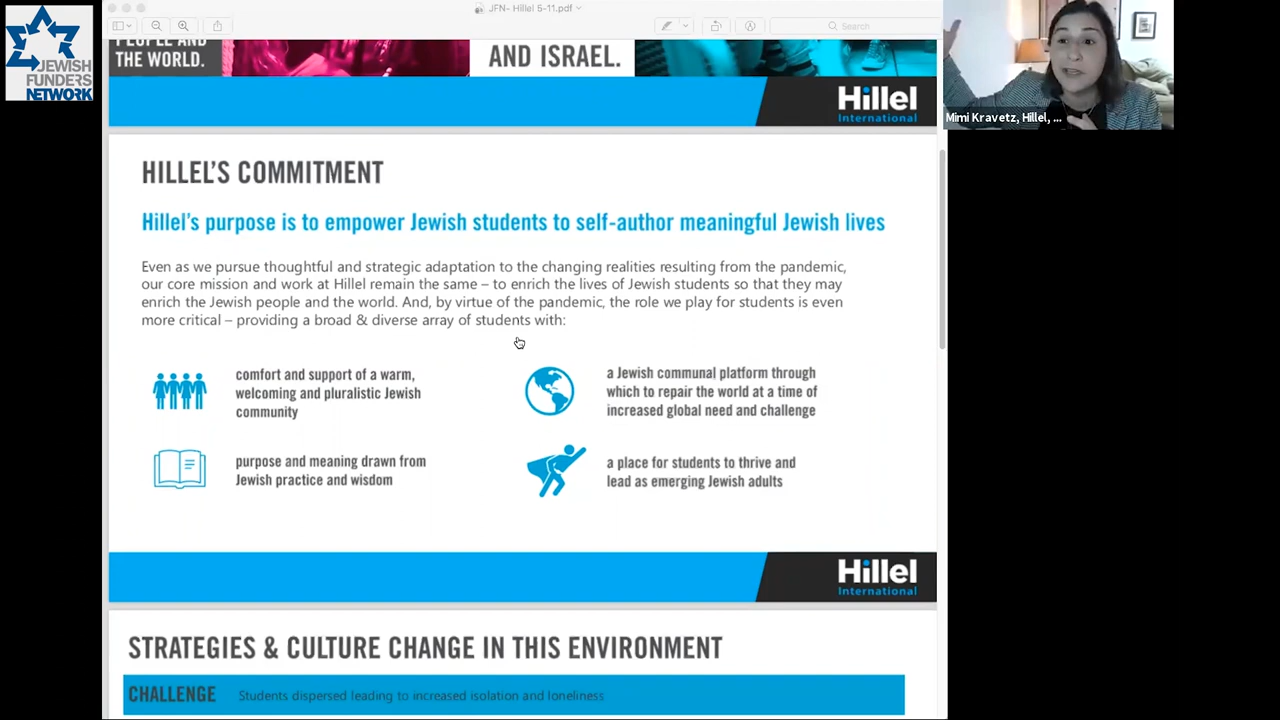 JFN- Hillel 5-11.pdf
Search
JEWISH
FUNDERS
NETWORK
PEOPLE AND
THE WORLD.
AND ISRAEL.
Hillel
International
Mimi Kravetz, Hillel, ...
HILLEL'S COMMITMENT
Hillel's purpose is to empower Jewish students to self-author meaningful Jewish lives
Even as we pursue thoughtful and strategic adaptation to the changing realities resulting from the pandemic,
our core mission and work at Hillel remain the same – to enrich the lives of Jewish students so that they may
enrich the Jewish people and the world. And, by virtue of the pandemic, the role we play for students is even
more critical – providing a broad & diverse array of students with:
comfort and support of a warm,
welcoming and pluralistic Jewish
community
a Jewish communal platform through
which to repair the world at a time of
increased global need and challenge
purpose and meaning drawn from
Jewish practice and wisdom
a place for students to thrive and
lead as emerging Jewish adults
Hillel
International
STRATEGIES & CULTURE CHANGE IN THIS ENVIRONMENT
CHALLENGE Students dispersed leading to increased isolation and loneliness